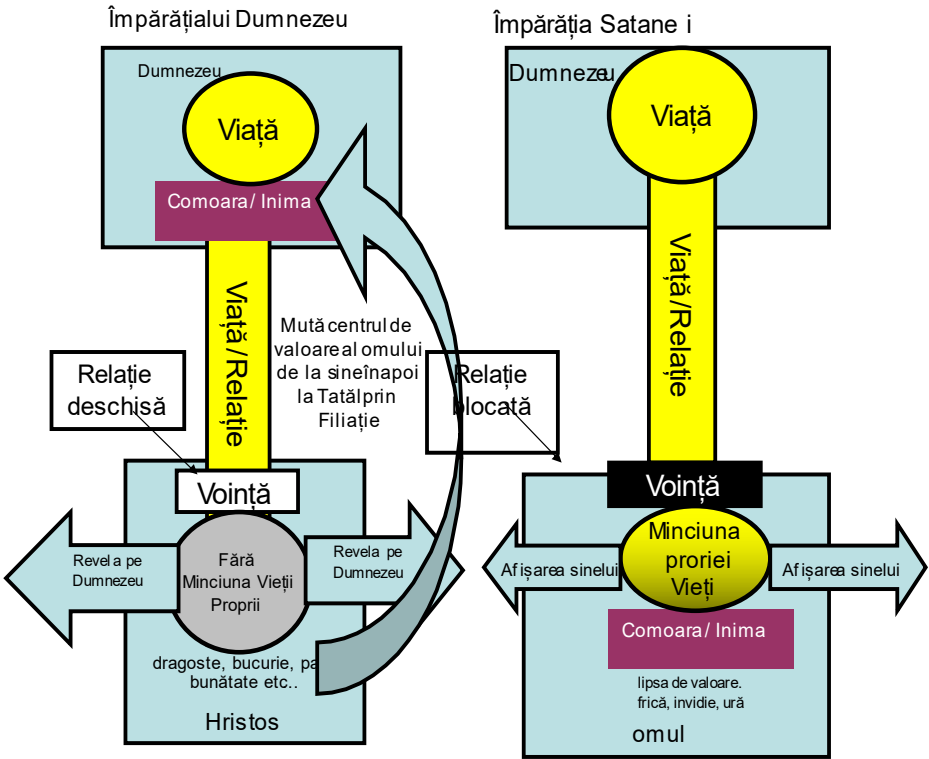 Împărățialui Dumnezeu
Dumnezeu
Viață
Comoara/ Inima
Viață/Relație
Mută centrul de
valoare al omului
de la sineînapoi
la Tatălprin
Filiație
Relație
deschisă
Voință
Revela pe
Dumnezeu
Fără
Minciuna Vieții
Proprii
Revela pe
Dumnezeu
dragoste, bucurie, pa
bunătate etc..
Hristos
Împărăția Satane i
Dumnezeu
Viață
Viață/Relație
Relație
blocată
Voință
Minciuna
proriei
Vieți
Afișarea sinelui
Afișarea sinelui
Comoara/ Inima
lipsa de valoare.
frică, invidie, ură
omul